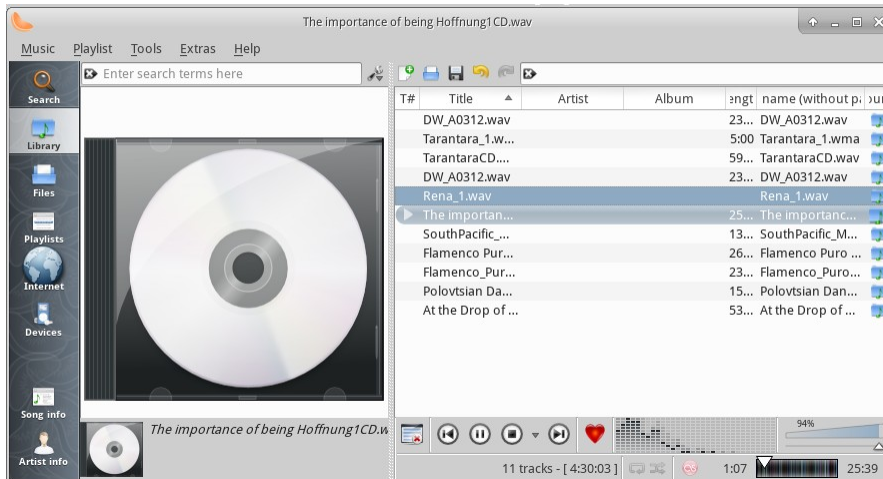 The importance of being Hoffnung1CD.wav
Music Playlist Tools Extras Help
Search
Library
Files
Playlists
Internet
Devices
Song info
Artist info
Enter search terms here
The importance of being Hoffnung1CD.w
T# Title Artist Album engt name (without pa our
DW_A0312.wav 23... DW_A0312.wav
Tarantara_1.w... 5:00 Tarantara_1.wma
TarantaraCD.... 59... TarantaraCD.wav
DW_A0312.wav 23... DW_A0312.wav
Rena_1.wav Rena_1.wav
The importan... 25... The importanc...
SouthPacific_... 13... SouthPacific_M...
Flamenco Pur... 26... Flamenco Puro ...
Flamenco_Pur... 23... Flamenco_Puro...
Polovtsian Da... 15... Polovtsian Dan...
At the Drop of ... 53... At the Drop of ...
94%
11 tracks - [ 4:30:03 ] 1:07 25:39